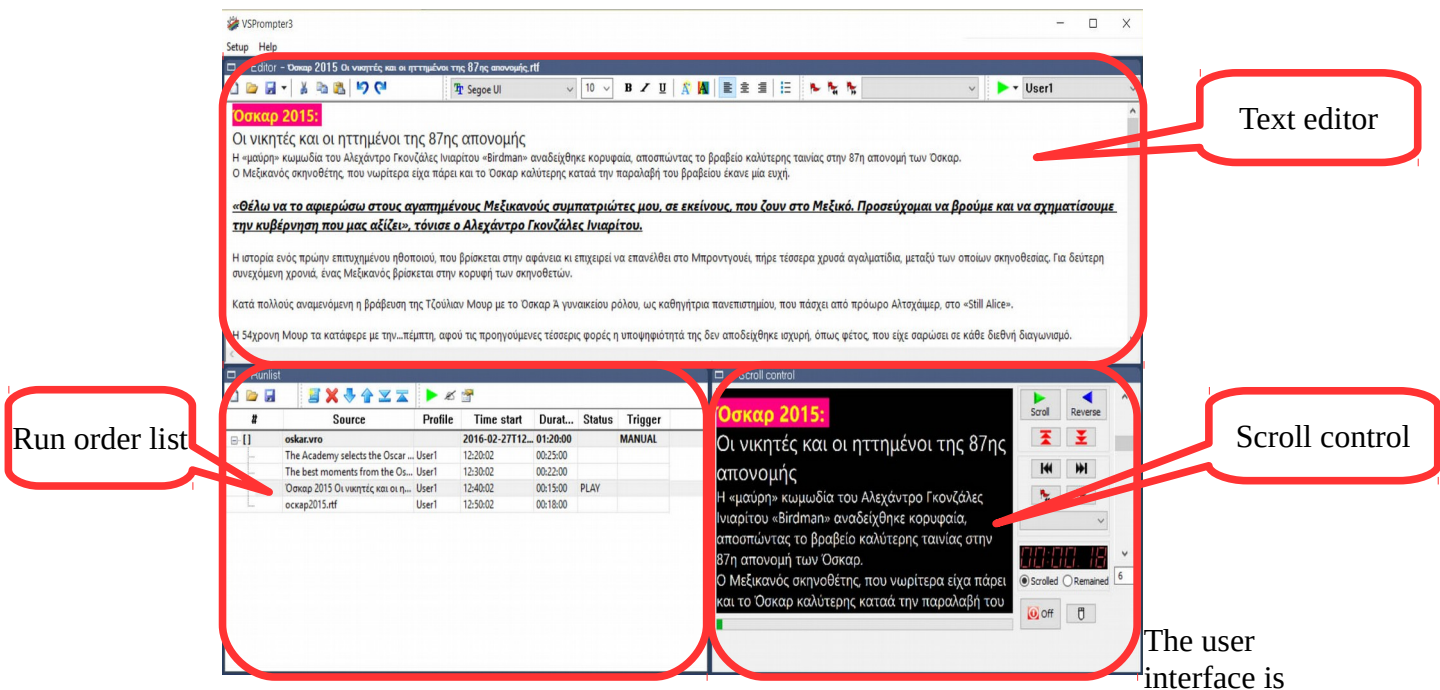 VSPrompter3
Setup Help
Editor - Όσκαρ 2015 Οι νικητές και οι ηττημένοι της 87ης απονομής.rtf
Segoe UI 10 B I U User1
Όσκαρ 2015:
Οι νικητές και οι ηττημένοι της 87ης απονομής
Η «μαύρη» κωμωδία του Αλεχάντρο Γκονζάλες Ινιαρίτου «Birdman» αναδείχθηκε κορυφαία, αποσπώντας το βραβείο καλύτερης ταινίας στην 87η απονομή των Όσκαρ.
Ο Μεξικανός σκηνοθέτης, που νωρίτερα είχα πάρει και το Όσκαρ καλύτερης καταά την παραλαβή του βραβείου έκανε μία ευχή.
«Θέλω να το αφιερώσω στους αγαπημένους Μεξικανούς συμπατριώτες μου, σε εκείνους, που ζουν στο Μεξικό. Προσεύχομαι να βρούμε και να σχηματίσουμε
την κυβέρνηση που μας αξίζει», τόνισε ο Αλεχάντρο Γκονζάλες Ινιαρίτου.
Η ιστορία ενός πρώην επιτυχημένου ηθοποιού, που βρίσκεται στην αφάνεια κι επιχειρεί να επανέλθει στο Μπροντγουέι, πήρε τέσσερα χρυσά αγαλματίδια, μεταξύ των οποίων σκηνοθεσίας. Για δεύτερη
συνεχόμενη χρονιά, ένας Μεξικανός βρίσκεται στην κορυφή των σκηνοθετών.
Κατά πολλούς αναμενόμενη η βράβευση της Τζούλιαν Μουρ με το Όσκαρ Ά γυναικείου ρόλου, ως καθηγήτρια πανεπιστημίου, που πάσχει από πρόωρο Αλτσχάιμερ, στο «Still Alice».
Η 54χρονη Μουρ τα κατάφερε με την...πέμπτη, αφού τις προηγούμενες τέσσερις φορές η υποψηφιότητά της δεν αποδείχθηκε ισχυρή, όπως φέτος, που είχε σαρώσει σε κάθε διεθνή διαγωνισμό.
Text editor
Runlist
# Source Profile Time start Durat... Status Trigger
[] oskar.vro 2016-02-27T12... 01:20:00 MANUAL
The Academy selects the Oscar ... User1 12:20:02 00:25:00
The best moments from the Os... User1 12:30:02 00:22:00
Όσκαρ 2015 Οι νικητές και οι η... User1 12:40:02 00:15:00 PLAY
оскар2015.rtf User1 12:50:02 00:18:00
Run order list
Scroll control
Όσκαρ 2015:
Οι νικητές και οι ηττημένοι της 87ης
απονομής
Η «μαύρη» κωμωδία του Αλεχάντρο Γκονζάλες
Ινιαρίτου «Birdman» αναδείχθηκε κορυφαία,
αποσπώντας το βραβείο καλύτερης ταινίας στην
87η απονομή των Όσκαρ.
Ο Μεξικανός σκηνοθέτης, που νωρίτερα είχα πάρει
και το Όσκαρ καλύτερης καταά την παραλαβή του
Scroll Reverse
00:00.18
Scrolled Remained 6
Off
Scroll control
The user
interface is